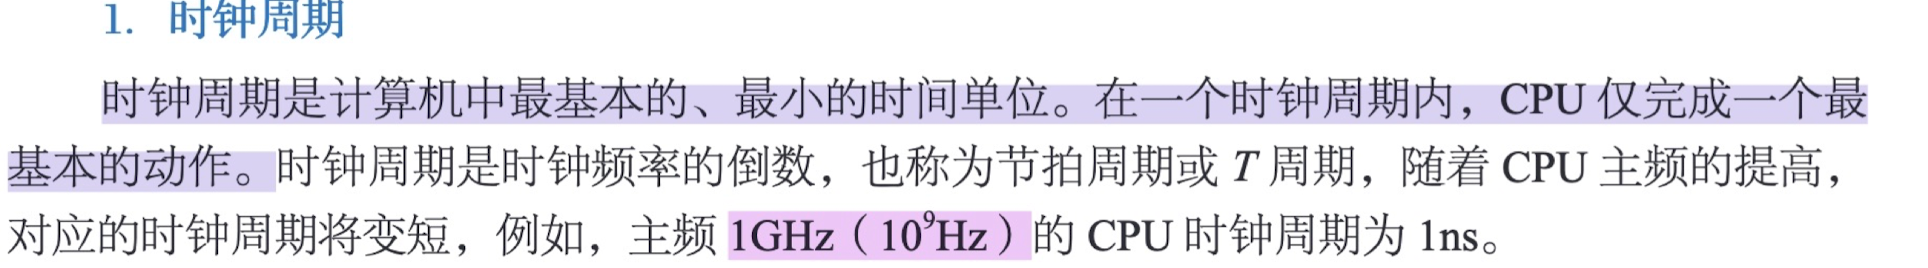 1. 时钟周期
时钟周期是计算机中最基本的、最小的时间单位。在一个时钟周期内，CPU 仅完成一个最
基本的动作。时钟周期是时钟频率的倒数，也称为节拍周期或 T 周期，随着 CPU 主频的提高，
对应的时钟周期将变短，例如，主频 1GHz（10⁹Hz）的 CPU 时钟周期为 1ns。